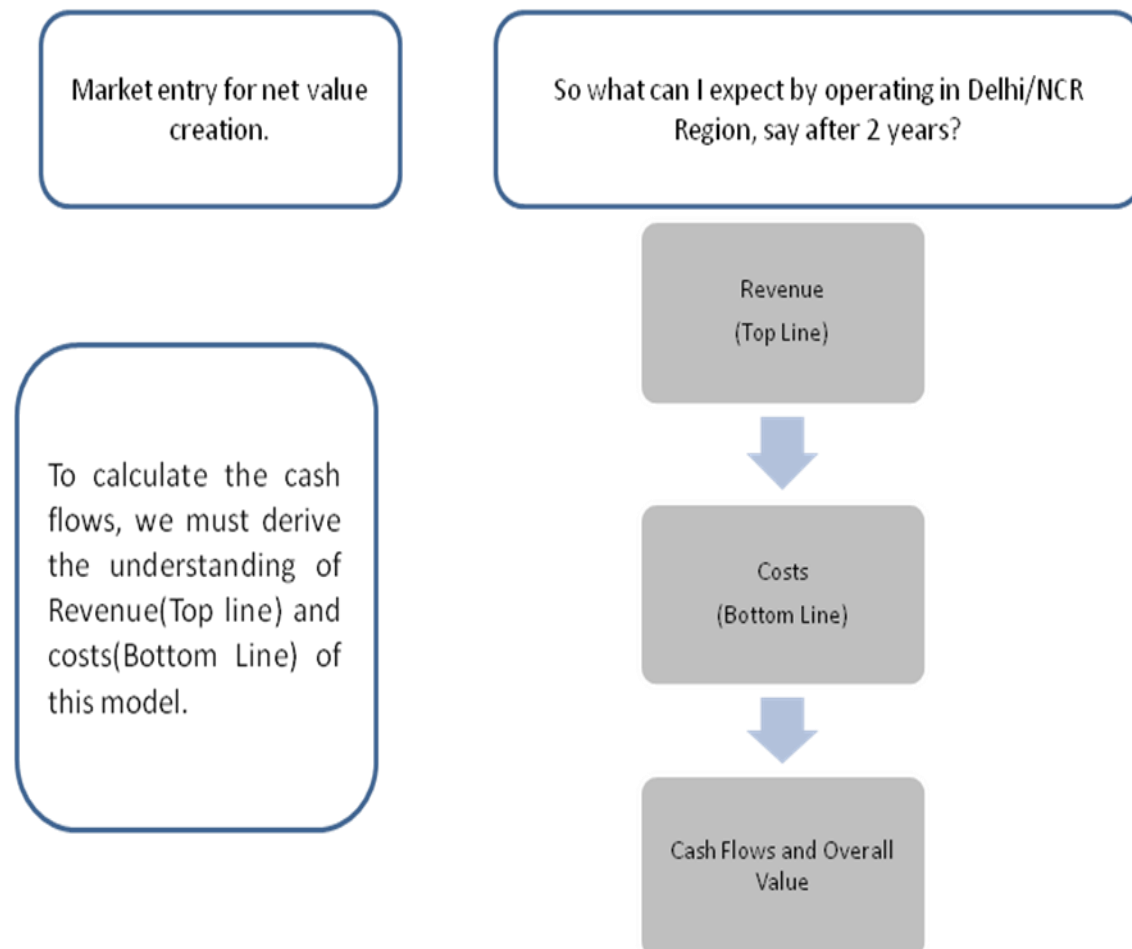 Market entry for net value
creation.
So what can I expect by operating in Delhi/NCR
Region, say after 2 years?
Revenue
(Top Line)
To calculate the cash
flows, we must derive
the understanding of
Revenue(Top line) and
costs(Bottom Line) of
this model.
Costs
(Bottom Line)
Cash Flows and Overall
Value